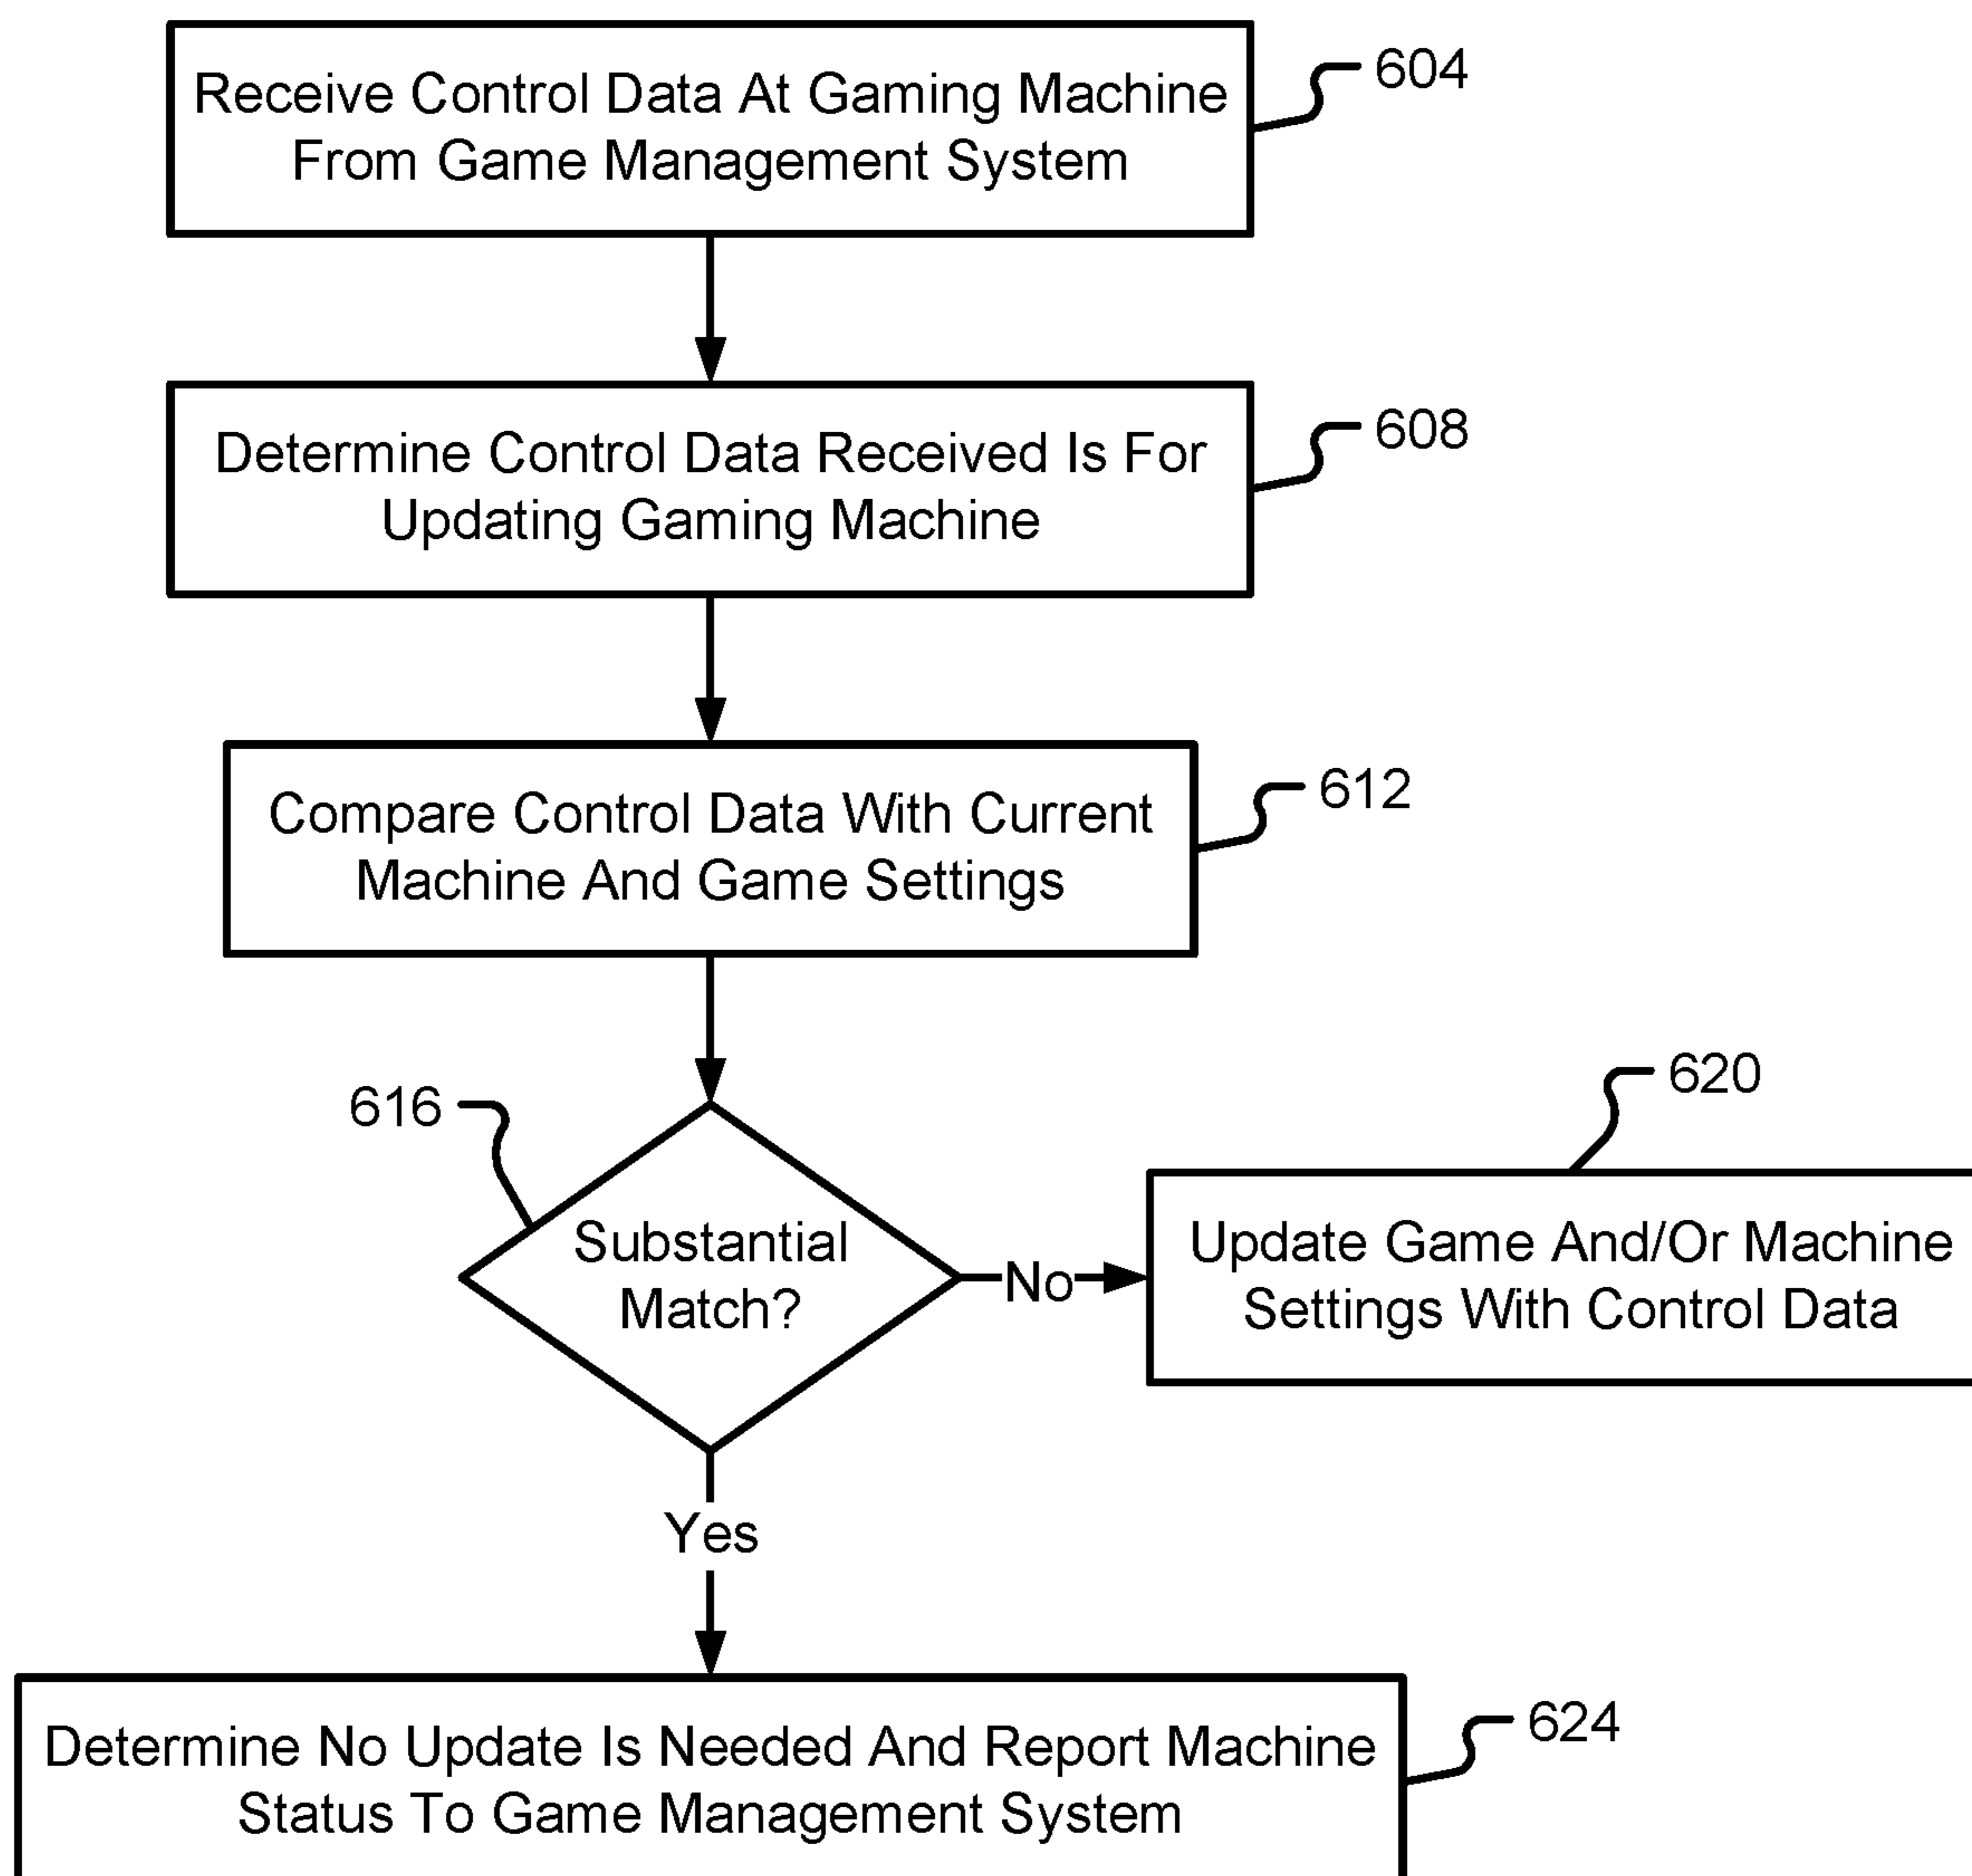 Receive Control Data At Gaming Machine
From Game Management System
604
Determine Control Data Received Is For
Updating Gaming Machine
608
Compare Control Data With Current
Machine And Game Settings
612
616
Substantial
Match?
No
620
Update Game And/Or Machine
Settings With Control Data
Yes
Determine No Update Is Needed And Report Machine
Status To Game Management System
624